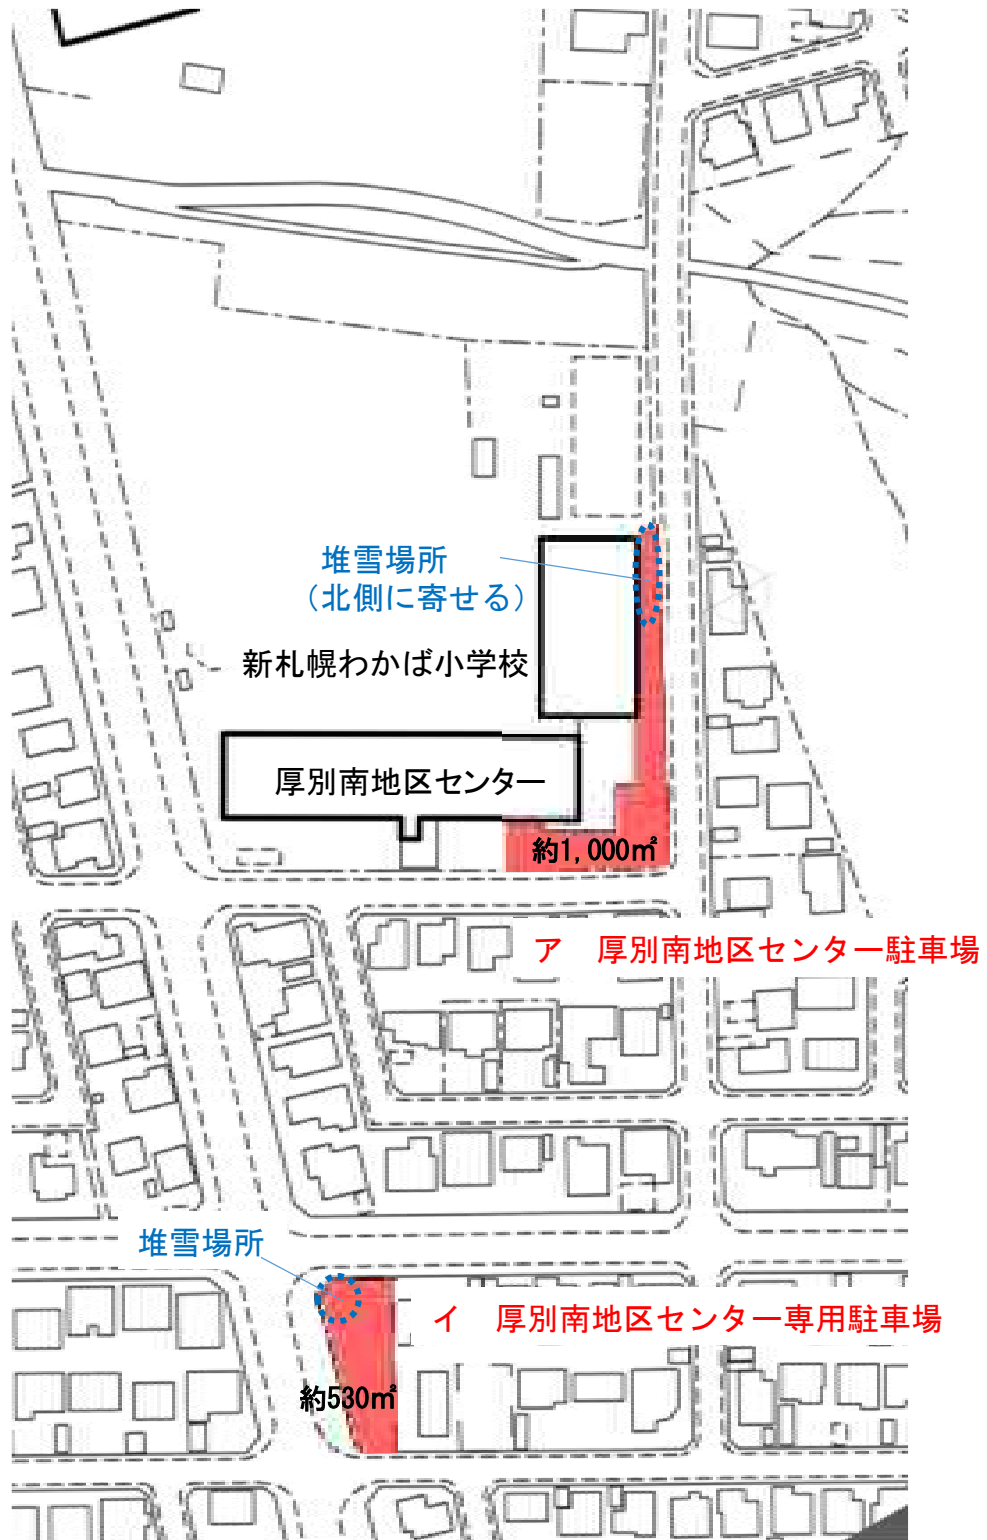 堆雪場所
（北側に寄せる）
新札幌わかば小学校
厚別南地区センター
約1,000㎡
ア　厚別南地区センター駐車場
堆雪場所
イ　厚別南地区センター専用駐車場
約530㎡